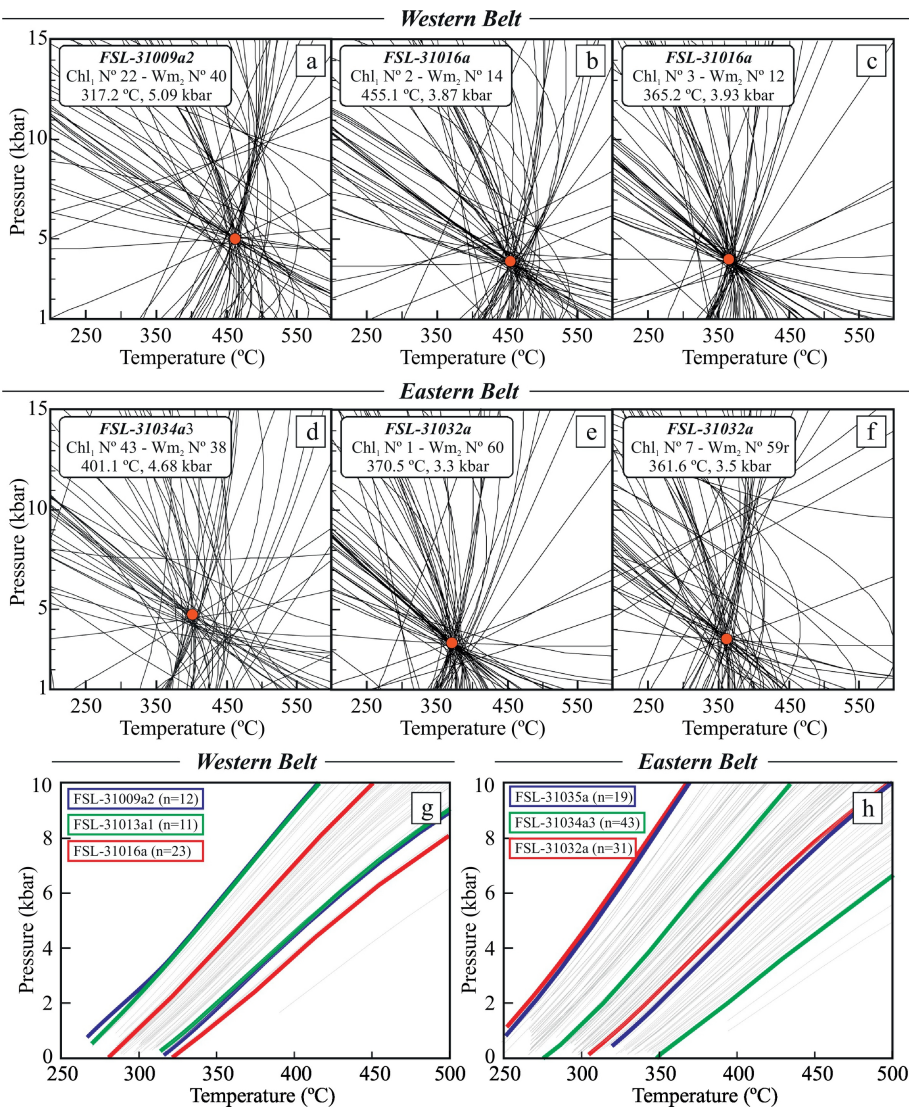 Western Belt
FSL-31009a2
Chl₁ Nº 22 - Wm₂ Nº 40
317.2 ºC, 5.09 kbar
a
FSL-31016a
Chl₁ Nº 2 - Wm₂ Nº 14
455.1 ºC, 3.87 kbar
b
FSL-31016a
Chl₁ Nº 3 - Wm₂ Nº 12
365.2 ºC, 3.93 kbar
c
Pressure (kbar)
15
10
5
1
250 350 450 550
250 350 450 550
250 350 450 550
Temperature (ºC)
Temperature (ºC)
Temperature (ºC)
Eastern Belt
FSL-31034a3
Chl₁ Nº 43 - Wm₂ Nº 38
401.1 ºC, 4.68 kbar
d
FSL-31032a
Chl₁ Nº 1 - Wm₂ Nº 60
370.5 ºC, 3.3 kbar
e
FSL-31032a
Chl₁ Nº 7 - Wm₂ Nº 59r
361.6 ºC, 3.5 kbar
f
Pressure (kbar)
15
10
5
1
250 350 450 550
250 350 450 550
250 350 450 550
Temperature (ºC)
Temperature (ºC)
Temperature (ºC)
Western Belt
FSL-31009a2 (n=12)
FSL-31013a1 (n=11)
FSL-31016a (n=23)
g
Pressure (kbar)
10
8
6
4
2
0
250 300 350 400 450 500
Temperature (ºC)
Eastern Belt
FSL-31035a (n=19)
FSL-31034a3 (n=43)
FSL-31032a (n=31)
h
Pressure (kbar)
10
8
6
4
2
0
250 300 350 400 450 500
Temperature (ºC)